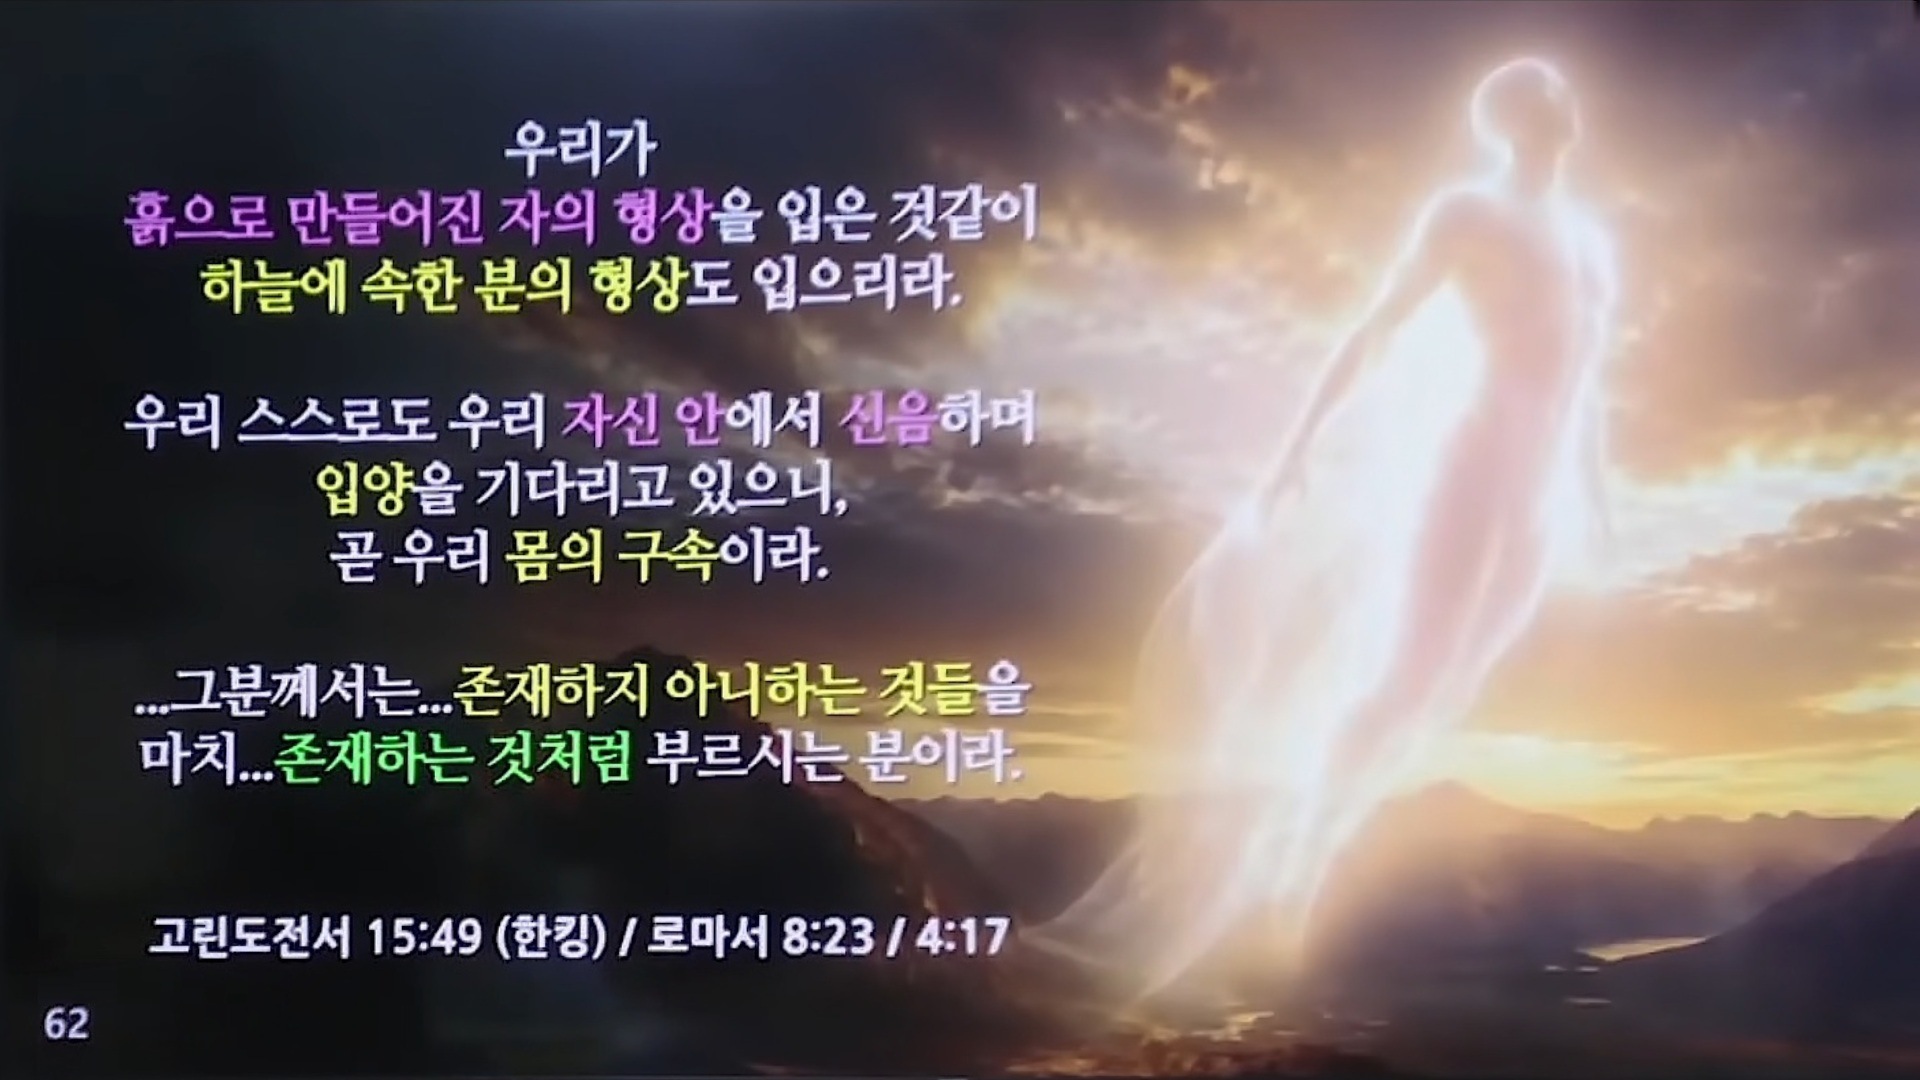 우리가
흙으로 만들어진 자의 형상을 입은 것같이
하늘에 속한 분의 형상도 입으리라.
우리 스스로도 우리 자신 안에서 신음하며
입양을 기다리고 있으니,
곧 우리 몸의 구속이라.
...그분께서는...존재하지 아니하는 것들을
마치...존재하는 것처럼 부르시는 분이라.
고린도전서 15:49 (한킹) / 로마서 8:23 / 4:17
62